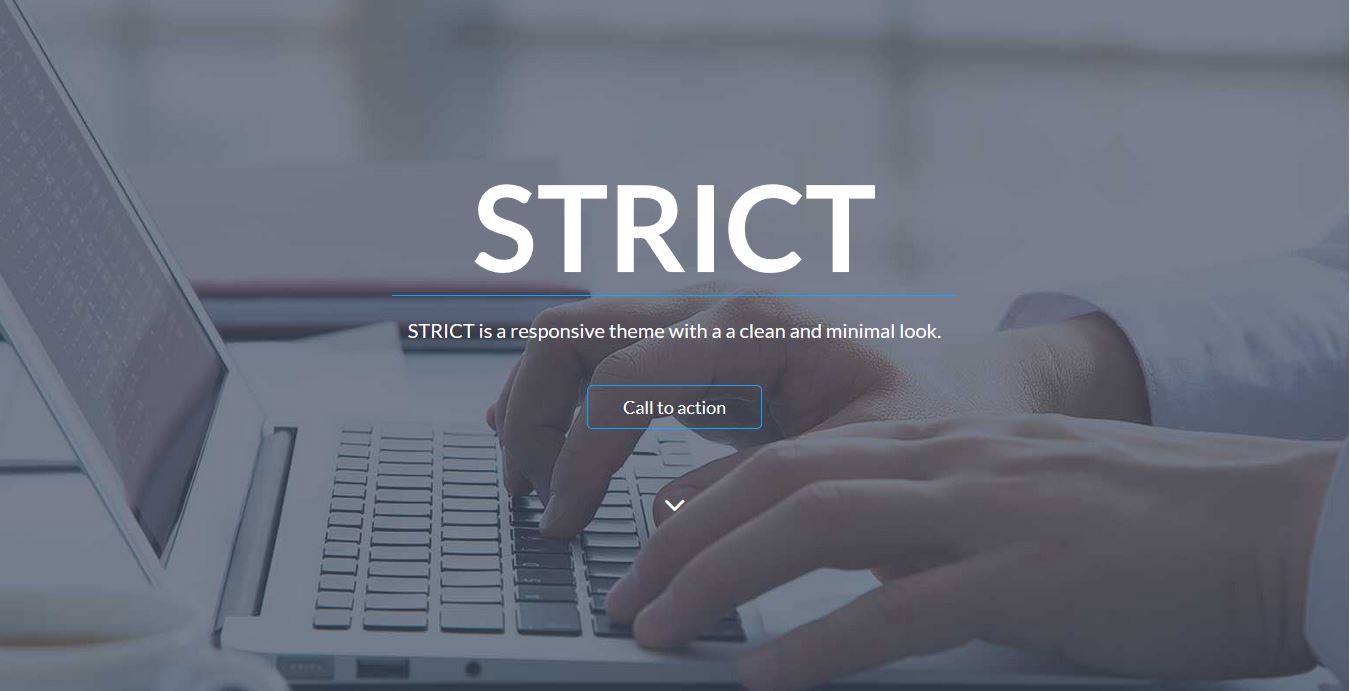 STRICT
STRICT is a responsive theme with a a clean and minimal look.
Call to action